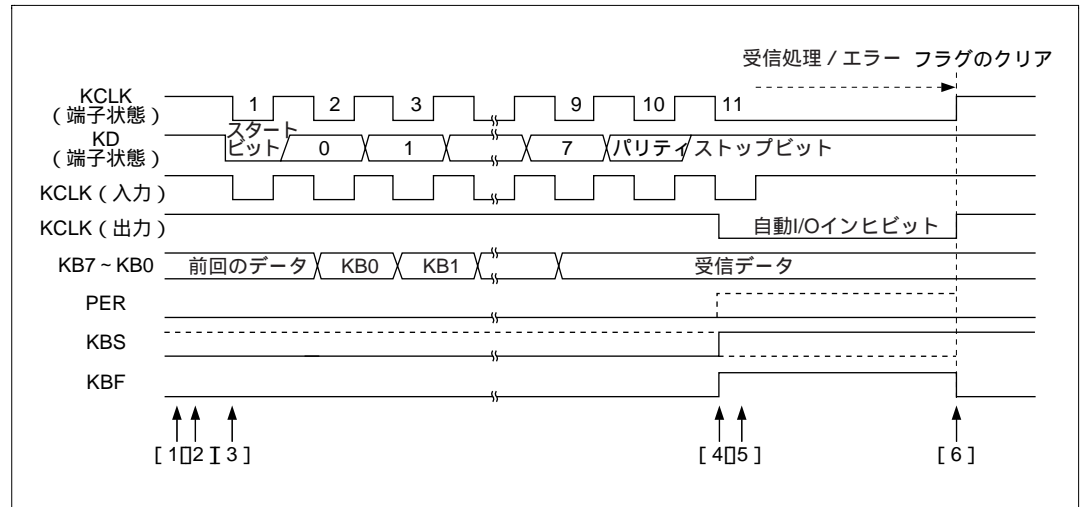 受信処理 / エラー フラグのクリア
KCLK
(端子状態)
1 2 3 9 10 11
KD
(端子状態)
スタート
ビット 0 1 7 パリティ ストップビット
KCLK (入力)
KCLK (出力)
自動I/Oインヒビット
KB7～KB0
前回のデータ KB0 KB1 受信データ
PER
KBS
KBF
[1][2][3] [4][5] [6]